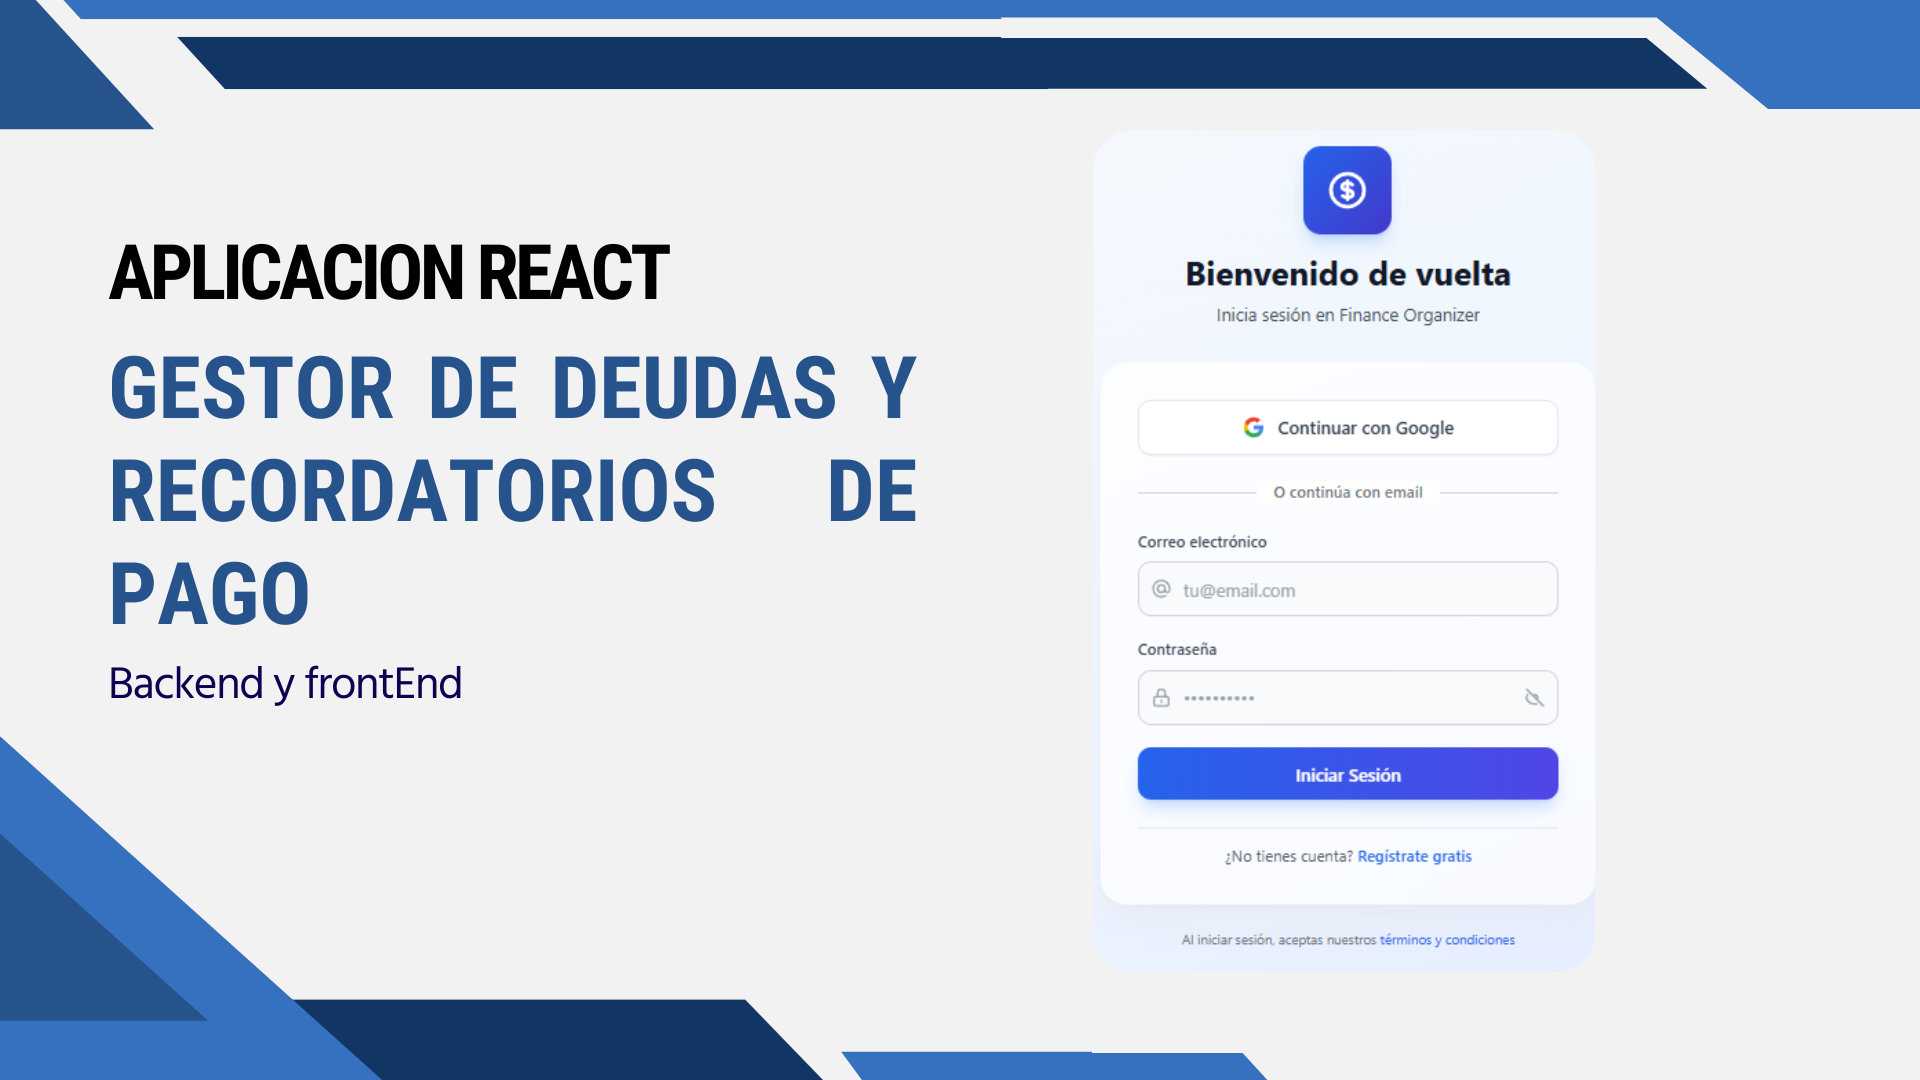 APLICACION REACT
GESTOR DE DEUDAS Y
RECORDATORIOS DE
PAGO
Backend y frontEnd
$
Bienvenido de vuelta
Inicia sesión en Finance Organizer
G Continuar con Google
O continúa con email
Correo electrónico
@ tu@email.com
Contraseña
••••••••••
Iniciar Sesión
¿No tienes cuenta? Regístrate gratis
Al iniciar sesión, aceptas nuestros términos y condiciones